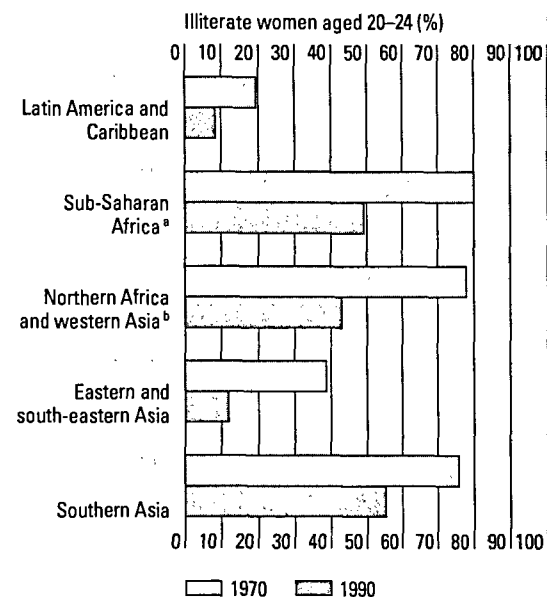 Illiterate women aged 20–24 (%)
0 10 20 30 40 50 60 70 80 90 100
Latin America and
Caribbean
Sub-Saharan
Africa a
Northern Africa
and western Asia b
Eastern and
south-eastern Asia
Southern Asia
0 10 20 30 40 50 60 70 80 90 100
1970 1990